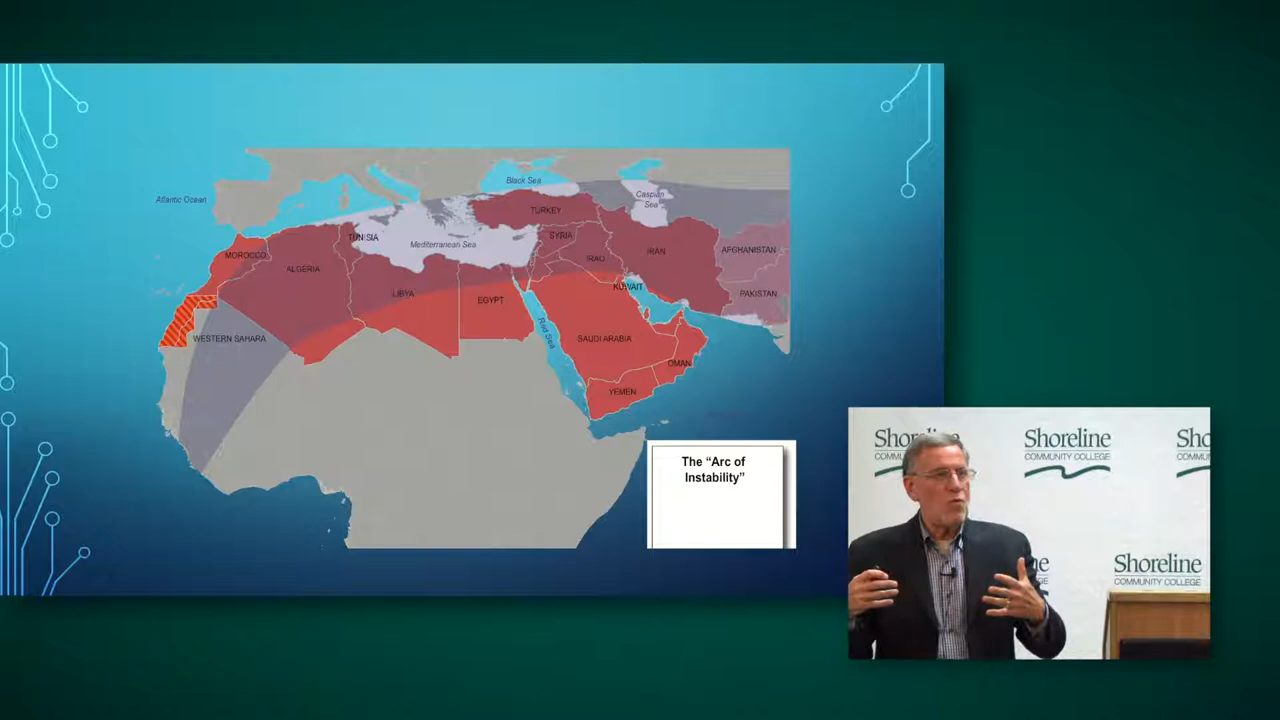 Black Sea
Caspian
Sea
Atlantic Ocean
TURKEY
TUNISIA
SYRIA
Mediterranean Sea
MOROCCO
IRAQ
IRAN
AFGHANISTAN
ALGERIA
KUWAIT
LIBYA
EGYPT
PAKISTAN
WESTERN SAHARA
Red Sea
SAUDI ARABIA
OMAN
YEMEN
The "Arc of
Instability"
Shoreline
COMMUNITY COLLEGE
Shoreline
COMMUNITY COLLEGE
Shoreline
COMMUNITY COLLEGE